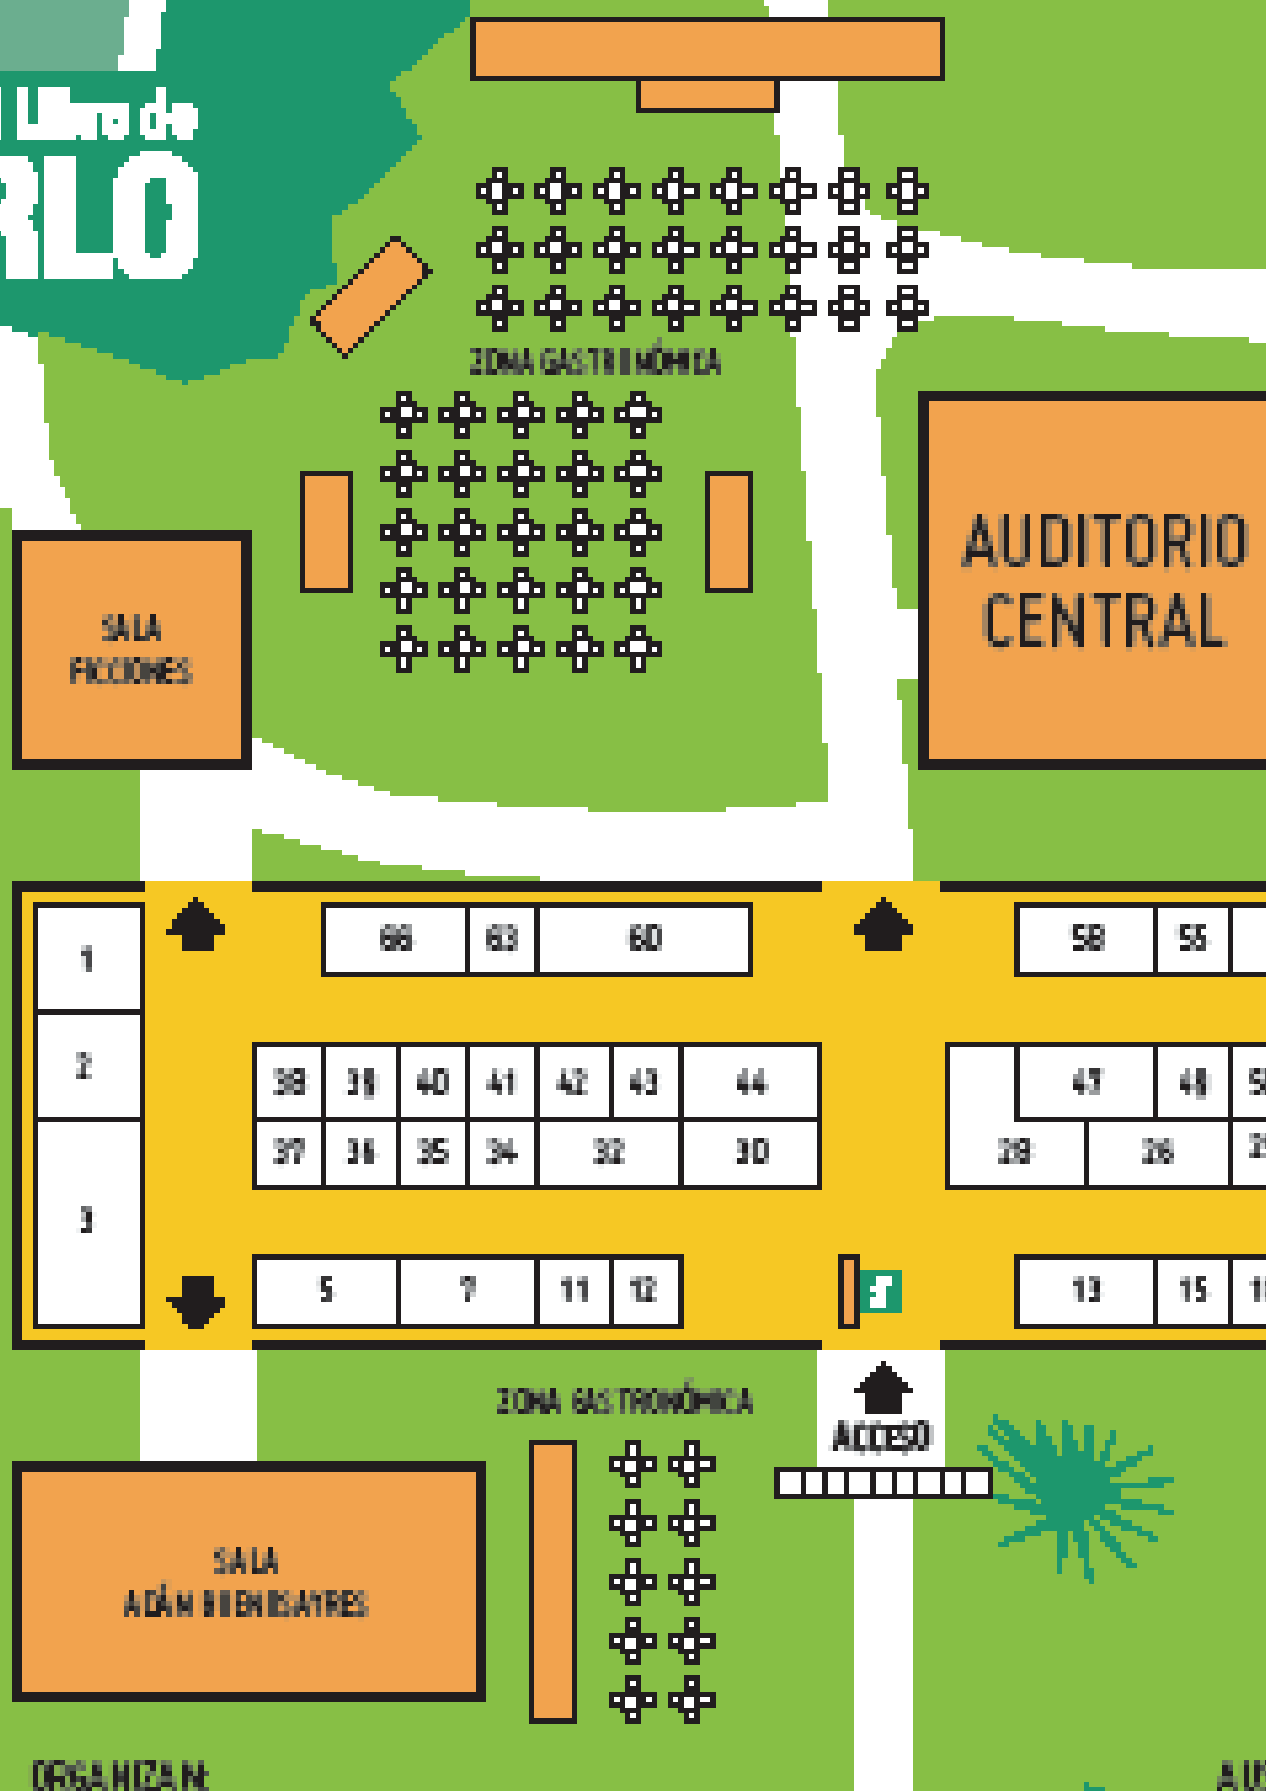 Libro de
RLO
ZONA GASTRONÓMICA
AUDITORIO
CENTRAL
SALA
FICCIONES
1
66 63 60
58 55
2
38 39 40 41 42 43 44
47 48
37 36 35 34 32 30
28 26
3
5 7 11 12
13 15
ZONA GASTRONÓMICA
ACCESO
SALA
ADÁN BUENOSAYRES
ORGANIZAN:
AUS